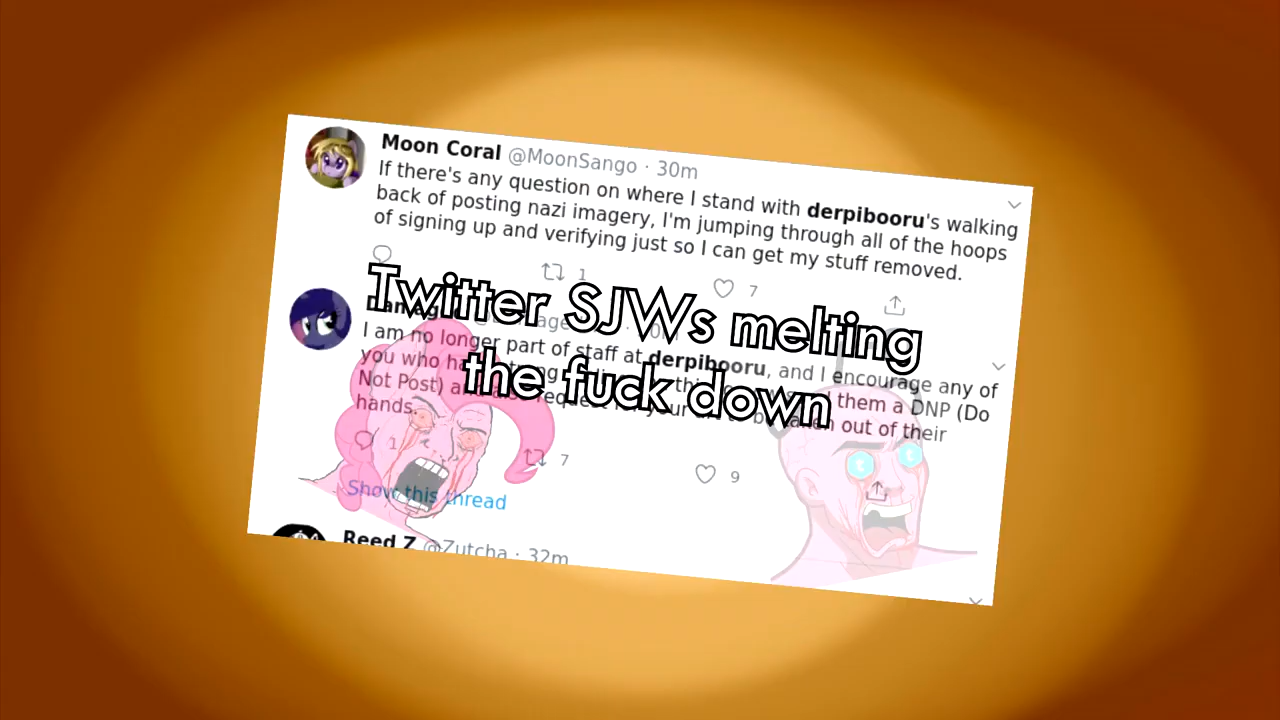 Moon Coral @MoonSango · 30m
If there's any question on where I stand with derpibooru's walking
back of posting nazi imagery, I'm jumping through all of the hoops
of signing up and verifying just so I can get my stuff removed.
1
7
Twitter SJWs melting
the fuck down
I am no longer part of staff at derpibooru, and I encourage any of
you who them a DNP (Do
Not Post) request for your out of their
hands.
1
7
9
Show this thread
Reed Z @Zutcha · 32m